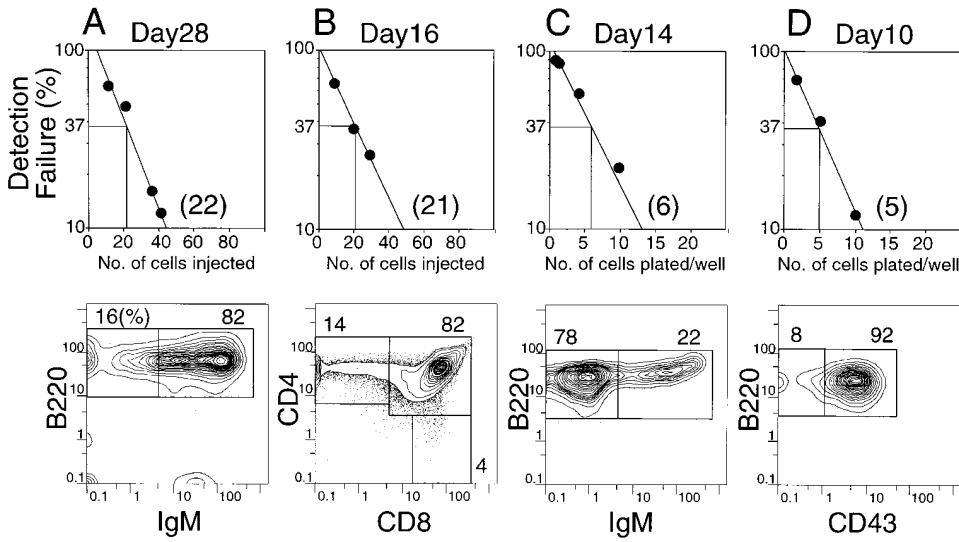 A B C D
Day28 Day16 Day14 Day10
Detection Failure (%)
100 37 10
0 20 40 60 80
No. of cells injected
(22)
100 37 10
0 20 40 60 80
No. of cells injected
(21)
100 37 10
0 5 10 15 20
No. of cells plated/well
(6)
100 37 10
0 5 10 15 20
No. of cells plated/well
(5)
16(%) 82
B220
100 10 1 0.1
0.1 1 10 100
IgM
14 82
4
CD4
100 10 1 0.1
0.1 1 10 100
CD8
78 22
B220
100 10 1 0.1
0.1 1 10 100
IgM
8 92
B220
100 10 1 0.1
0.1 1 10 100
CD43